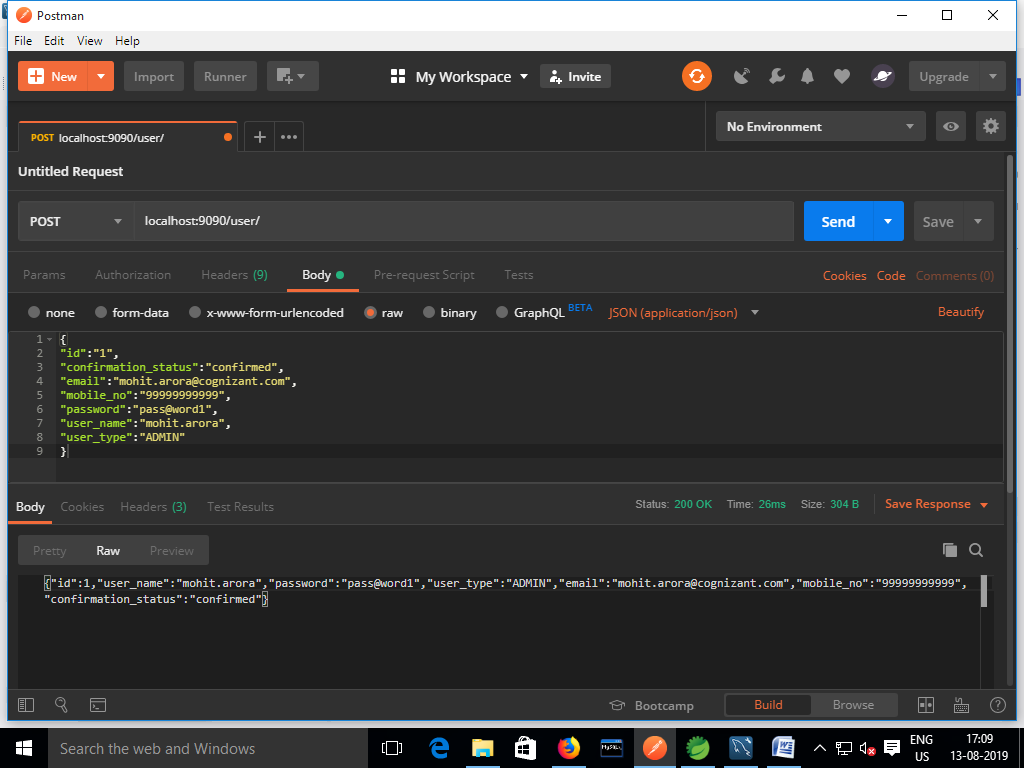 Postman
File Edit View Help
New Import Runner My Workspace Invite Upgrade
POST localhost:9090/user/ No Environment
Untitled Request
POST localhost:9090/user/ Send Save
Params Authorization Headers (9) Body Pre-request Script Tests Cookies Code Comments (0)
none form-data x-www-form-urlencoded raw binary GraphQL BETA JSON (application/json) Beautify
1 {
2 "id":"1",
3 "confirmation_status":"confirmed",
4 "email":"mohit.arora@cognizant.com",
5 "mobile_no":"99999999999",
6 "password":"pass@word1",
7 "user_name":"mohit.arora",
8 "user_type":"ADMIN"
9 }
Body Cookies Headers (3) Test Results Status: 200 OK Time: 26ms Size: 304 B Save Response
Pretty Raw Preview
{"id":1,"user_name":"mohit.arora","password":"pass@word1","user_type":"ADMIN","email":"mohit.arora@cognizant.com","mobile_no":"99999999999",
"confirmation_status":"confirmed"}
Bootcamp Build Browse
Search the web and Windows MySQL ENG 17:09
US 13-08-2019